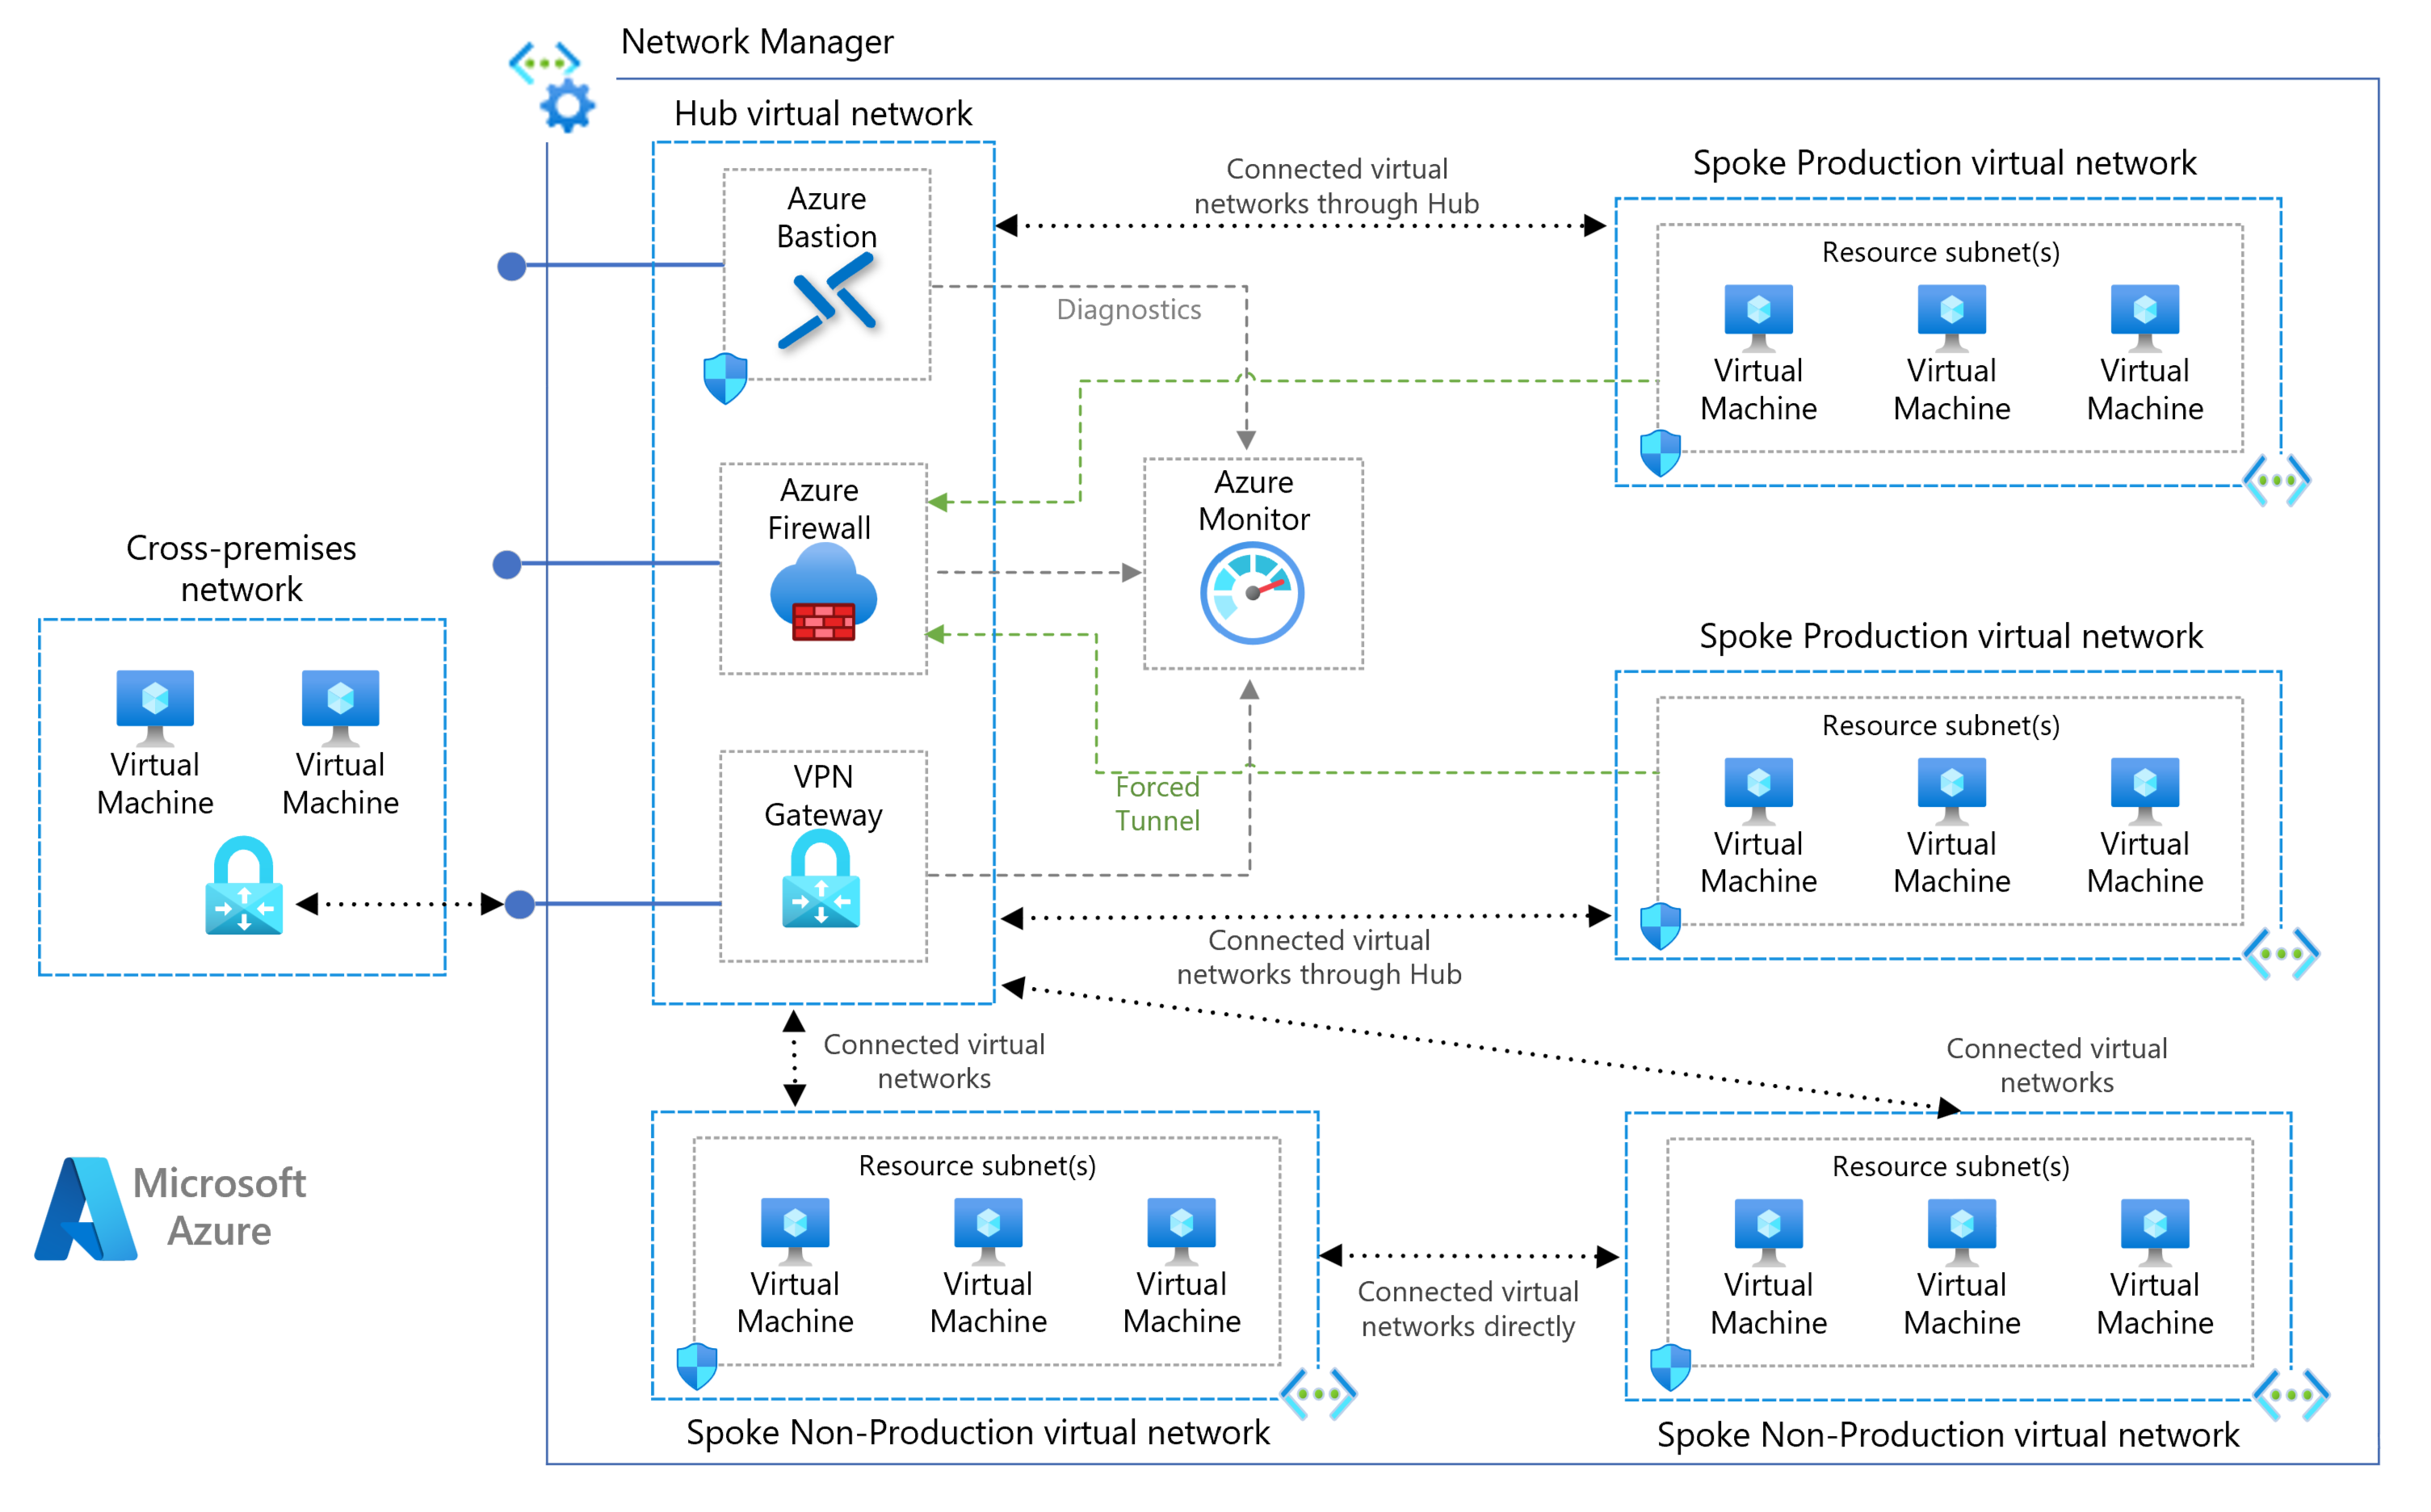 Network Manager
Hub virtual network
Azure
Bastion
Connected virtual
networks through Hub
Diagnostics
Spoke Production virtual network
Resource subnet(s)
Virtual
Machine
Virtual
Machine
Virtual
Machine
Azure
Firewall
Azure
Monitor
Cross-premises
network
Virtual
Machine
Virtual
Machine
Spoke Production virtual network
Resource subnet(s)
Virtual
Machine
Virtual
Machine
Virtual
Machine
VPN
Gateway
Forced
Tunnel
Connected virtual
networks through Hub
Connected virtual
networks
Connected virtual
networks
Microsoft
Azure
Resource subnet(s)
Virtual
Machine
Virtual
Machine
Virtual
Machine
Spoke Non-Production virtual network
Connected virtual
networks directly
Resource subnet(s)
Virtual
Machine
Virtual
Machine
Virtual
Machine
Spoke Non-Production virtual network